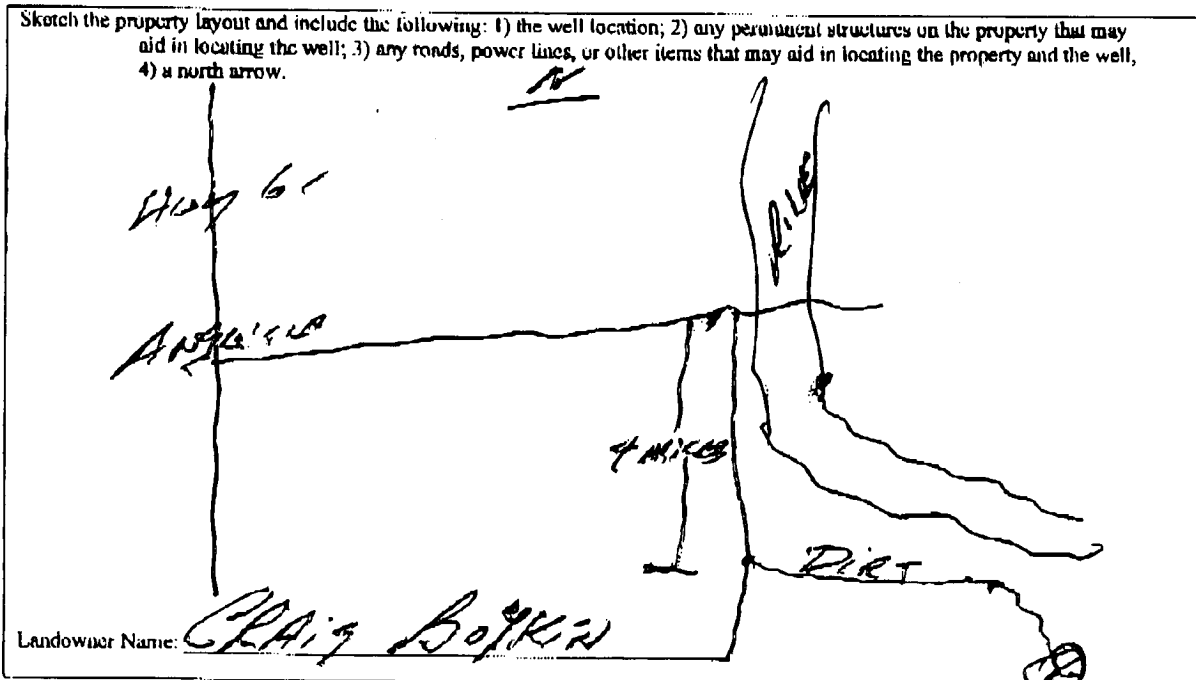 Sketch the property layout and include the following: 1) the well location; 2) any permanent structures on the property that may
aid in locating the well; 3) any roads, power lines, or other items that may aid in locating the property and the well,
4) a north arrow.
N
Hwy 61
River
4 miles
DIRT
Landowner Name: CRAIG BOYKIN